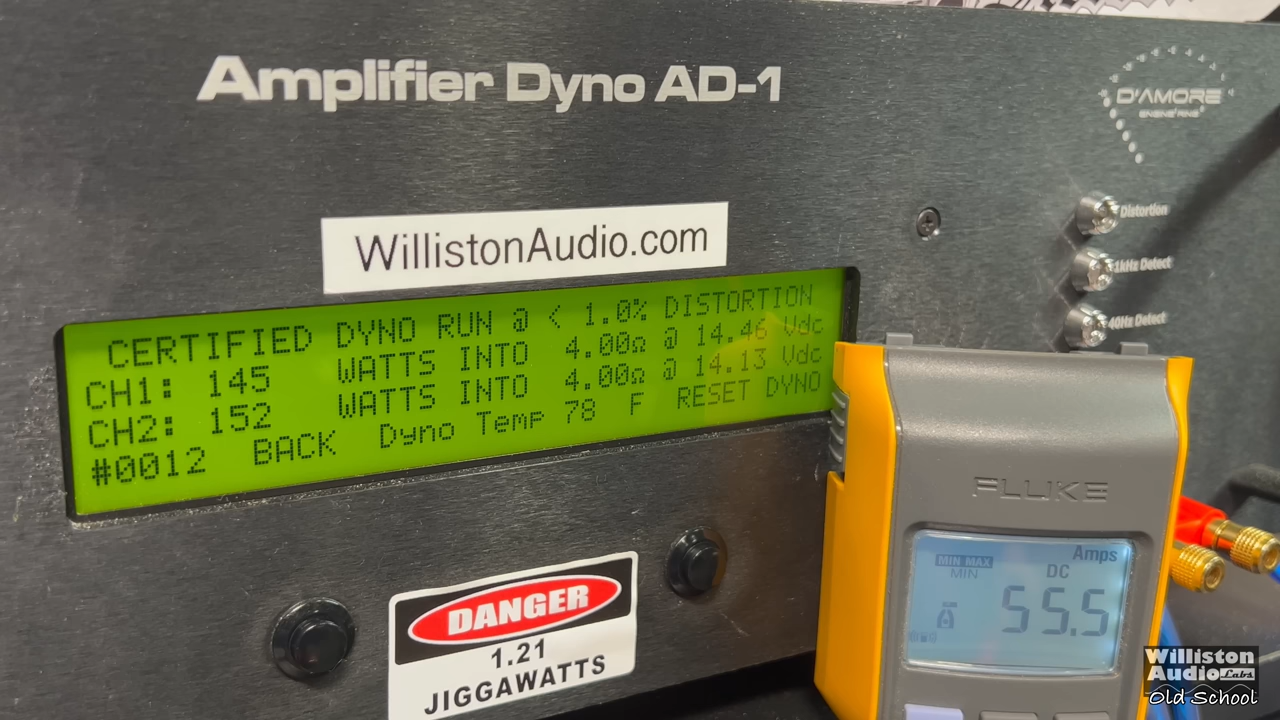 Amplifier Dyno AD-1
D'AMORE
ENGINEERING
WillistonAudio.com
Distortion
1kHz Detect
40Hz Detect
CERTIFIED DYNO RUN @ < 1.0% DISTORTION
CH1: 145 WATTS INTO 4.00Ω @ 14.46 Vdc
CH2: 152 WATTS INTO 4.00Ω @ 14.13 Vdc
#0012 BACK Dyno Temp 78 F RESET DYNO
FLUKE
MIN MAX Amps
MIN DC
55.5
DANGER
1.21
JIGGAWATTS
Williston
Audio Labs
Old School